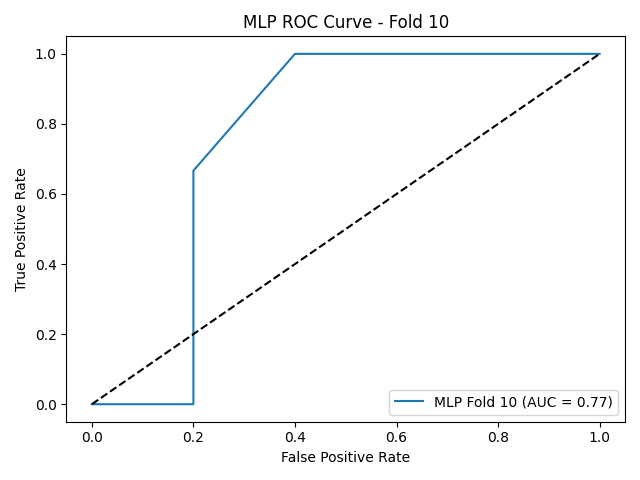 MLP ROC Curve - Fold 10
True Positive Rate
1.0
0.8
0.6
0.4
0.2
0.0
0.0 0.2 0.4 0.6 0.8 1.0
False Positive Rate
MLP Fold 10 (AUC = 0.77)